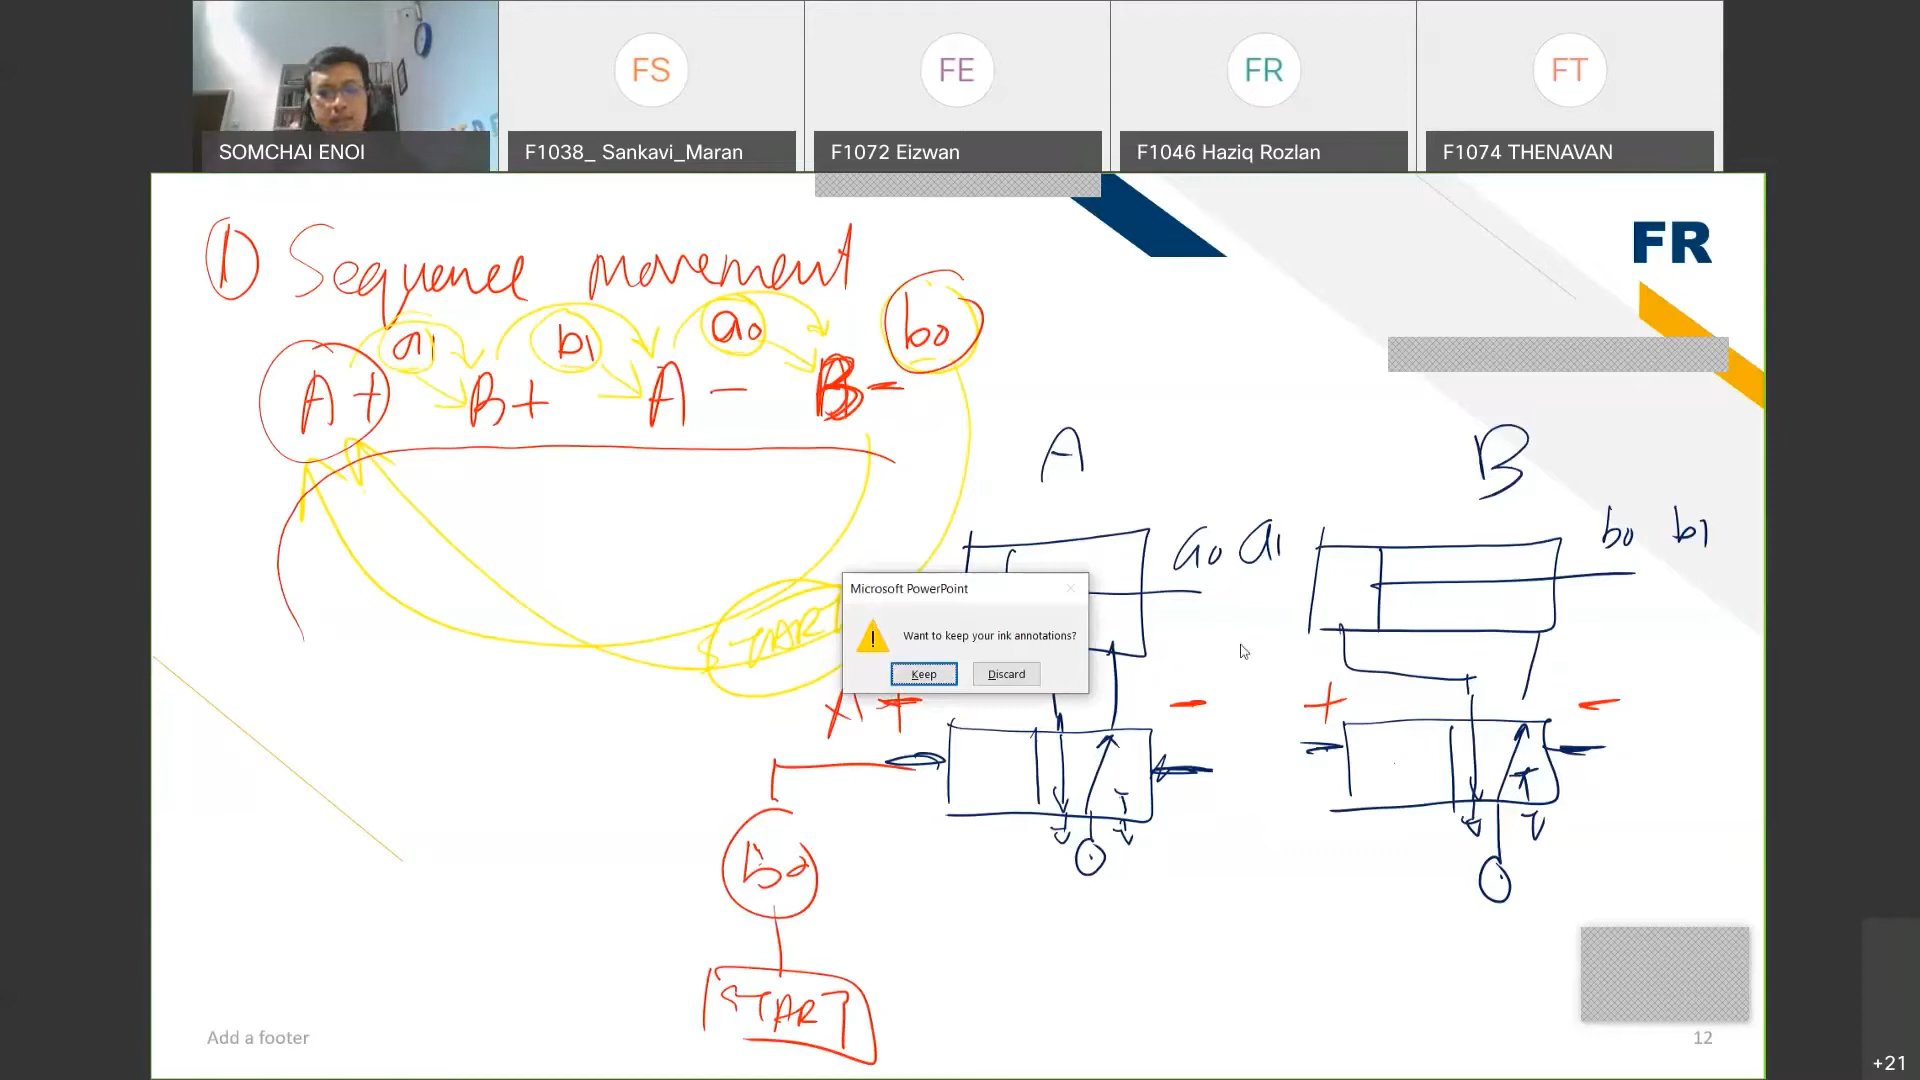 FS
FE
FR
FT
SOMCHAI ENOI
F1038_ Sankavi_Maran
F1072 Eizwan
F1046 Haziq Rozlan
F1074 THENAVAN
FR
1 Sequence movement
a1 b1 a0 b0
A+ B+ A- B-
A
B
a0 a1
b0 b1
START
Microsoft PowerPoint
Want to keep your ink annotations?
Keep
Discard
+ -
+ -
b0
START
Add a footer
12
+21